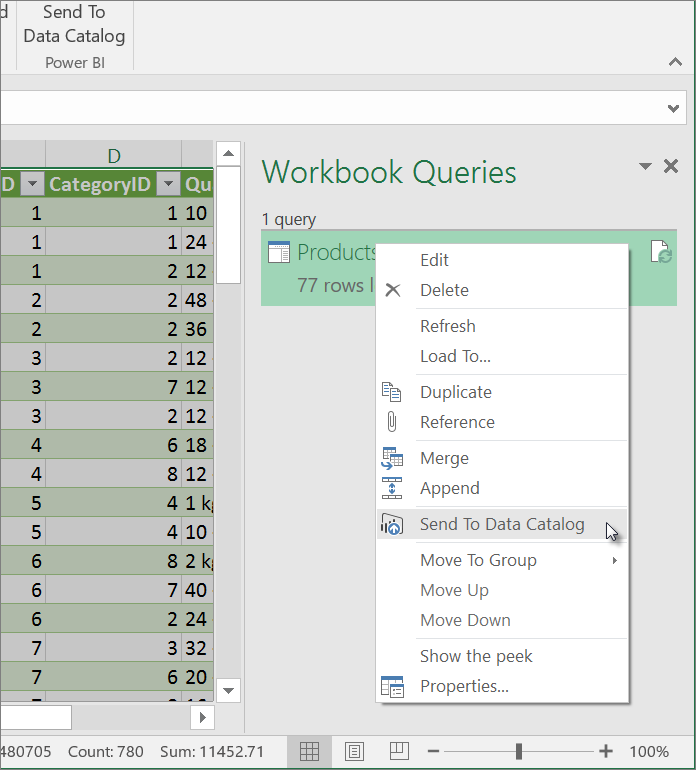 d
Send To
Data Catalog
Power BI
D
D CategoryID Qu
1 1 10
1 1 24
1 2 12
2 2 48
2 2 36
3 2 12
3 7 12
3 2 12
4 6 18
4 8 12
5 4 1 kg
5 4 10
6 8 2 kg
6 7 40
6 2 24
7 3 32
7 6 20
Workbook Queries
1 query
Products
77 rows l
Edit
Delete
Refresh
Load To...
Duplicate
Reference
Merge
Append
Send To Data Catalog
Move To Group
Move Up
Move Down
Show the peek
Properties...
480705 Count: 780 Sum: 11452.71 100%